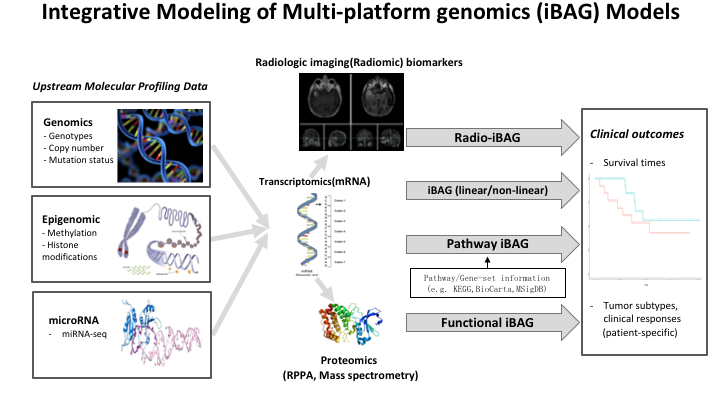 Integrative Modeling of Multi-platform genomics (iBAG) Models
Radiologic imaging(Radiomic) biomarkers
Upstream Molecular Profiling Data
Genomics
- Genotypes
- Copy number
- Mutation status
Epigenomic
- Methylation
- Histone
modifications
microRNA
- miRNA-seq
Transcriptomics(mRNA)
Proteomics
(RPPA, Mass spectrometry)
Radio-iBAG
iBAG (linear/non-linear)
Pathway iBAG
Pathway/Gene-set information
(e.g. KEGG,BioCarta,MSigDB)
Functional iBAG
Clinical outcomes
- Survival times
- Tumor subtypes,
clinical responses
(patient-specific)